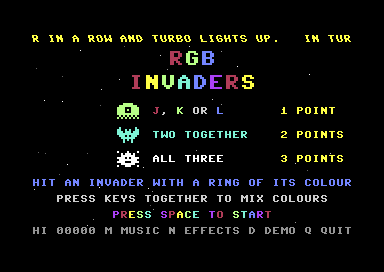 R IN A ROW AND TURBO LIGHTS UP. IN TUR
RGB
INVADERS
J, K OR L 1 POINT
TWO TOGETHER 2 POINTS
ALL THREE 3 POINTS
HIT AN INVADER WITH A RING OF ITS COLOUR
PRESS KEYS TOGETHER TO MIX COLOURS
PRESS SPACE TO START
HI 00000 M MUSIC N EFFECTS D DEMO Q QUIT